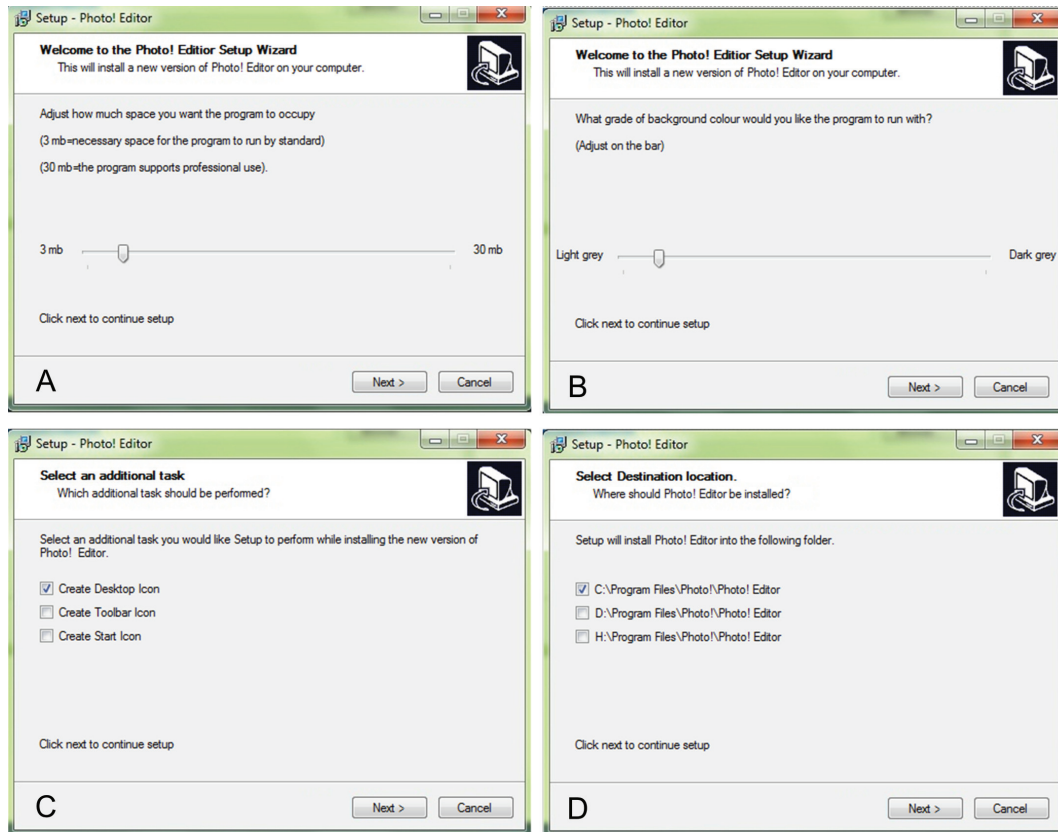 Setup - Photo! Editor
Welcome to the Photo! Editior Setup Wizard
This will install a new version of Photo! Editor on your computer.
Adjust how much space you want the program to occupy
(3 mb=necessary space for the program to run by standard)
(30 mb=the program supports professional use).
3 mb 30 mb
Click next to continue setup
A Next > Cancel
Setup - Photo! Editor
Welcome to the Photo! Editior Setup Wizard
This will install a new version of Photo! Editor on your computer.
What grade of background colour would you like the program to run with?
(Adjust on the bar)
Light grey Dark grey
Click next to continue setup
B Next > Cancel
Setup - Photo! Editor
Select an additional task
Which additional task should be performed?
Select an additional task you would like Setup to perform while installing the new version of
Photo! Editor.
Create Desktop Icon
Create Toolbar Icon
Create Start Icon
Click next to continue setup
C Next > Cancel
Setup - Photo! Editor
Select Destination location.
Where should Photo! Editor be installed?
Setup will install Photo! Editor into the following folder.
C:\Program Files\Photo!\Photo! Editor
D:\Program Files\Photo!\Photo! Editor
H:\Program Files\Photo!\Photo! Editor
Click next to continue setup
D Next > Cancel